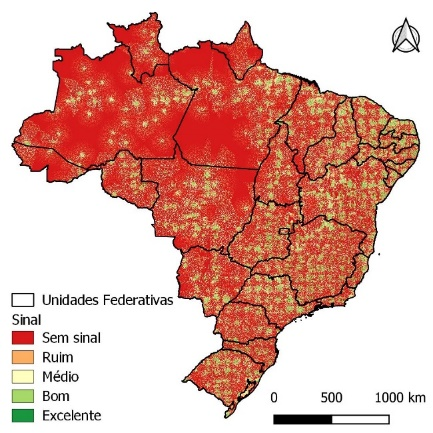 Unidades Federativas
Sinal
Sem sinal
Ruim
Médio
Bom
Excelente
0 500 1000 km